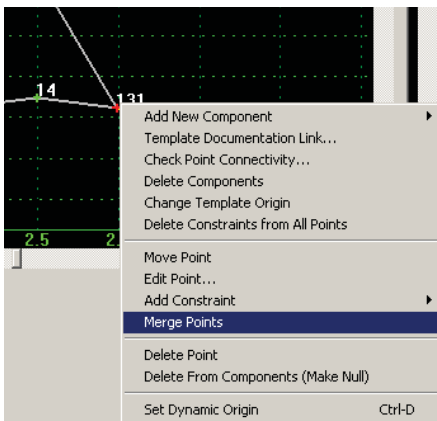 14
131
Add New Component
Template Documentation Link...
Check Point Connectivity...
Delete Components
Change Template Origin
Delete Constraints from All Points
2.5
2.
Move Point
Edit Point...
Add Constraint
Merge Points
Delete Point
Delete From Components (Make Null)
Set Dynamic Origin Ctrl-D